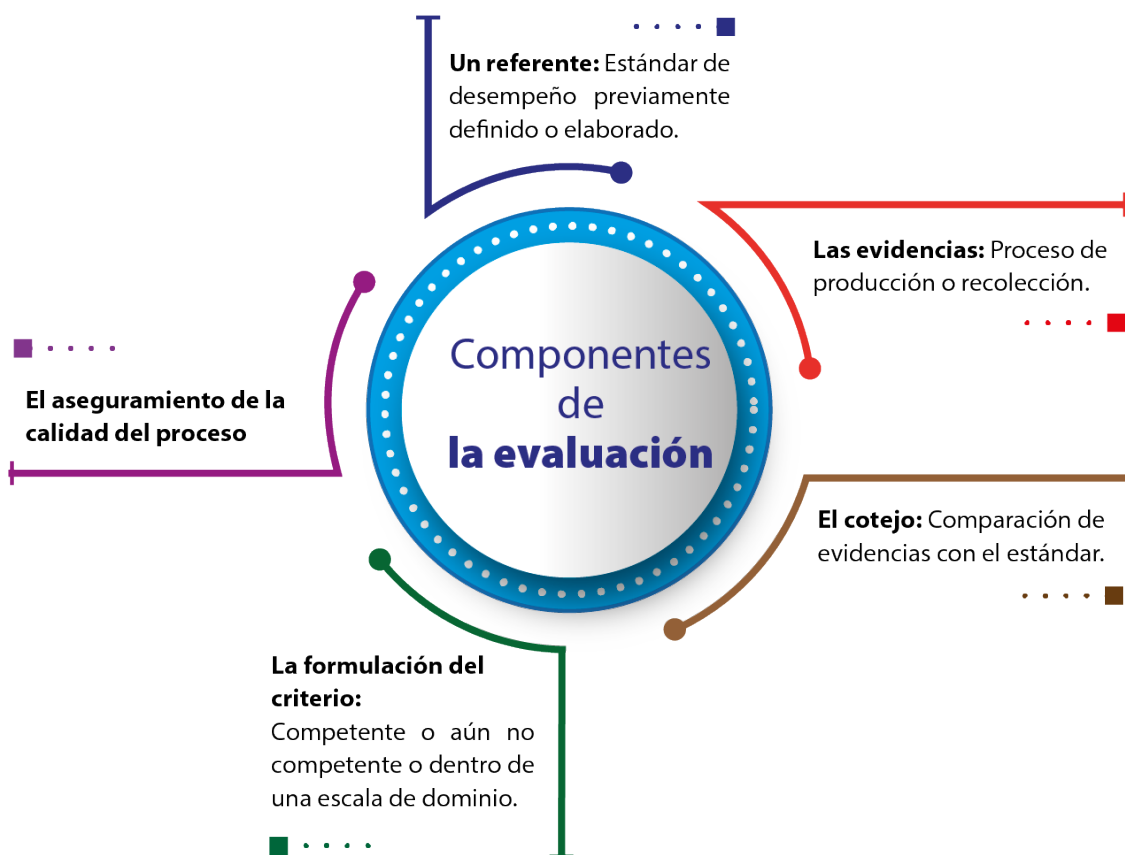 Un referente: Estándar de
desempeño previamente
definido o elaborado.
Las evidencias: Proceso de
producción o recolección.
Componentes
de
la evaluación
El aseguramiento de la
calidad del proceso
El cotejo: Comparación de
evidencias con el estándar.
La formulación del
criterio:
Competente o aún no
competente o dentro de
una escala de dominio.